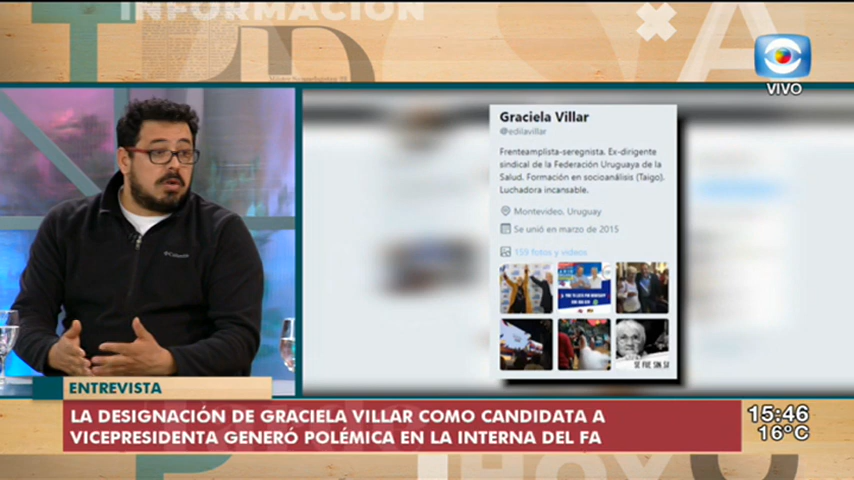 INFORMACIÓN
VIVO
Graciela Villar
@edilavillar
Frenteamplista-seregnista. Ex-dirigente
sindical de la Federación Uruguaya de la
Salud. Formación en socioanálisis (Taigo).
Luchadora incansable.
Montevideo, Uruguay
Se unió en marzo de 2015
159 fotos y videos
SE FUE SIN
Columbia
ENTREVISTA
LA DESIGNACIÓN DE GRACIELA VILLAR COMO CANDIDATA A
VICEPRESIDENTA GENERÓ POLÉMICA EN LA INTERNA DEL FA
15:46
16°C
HOY